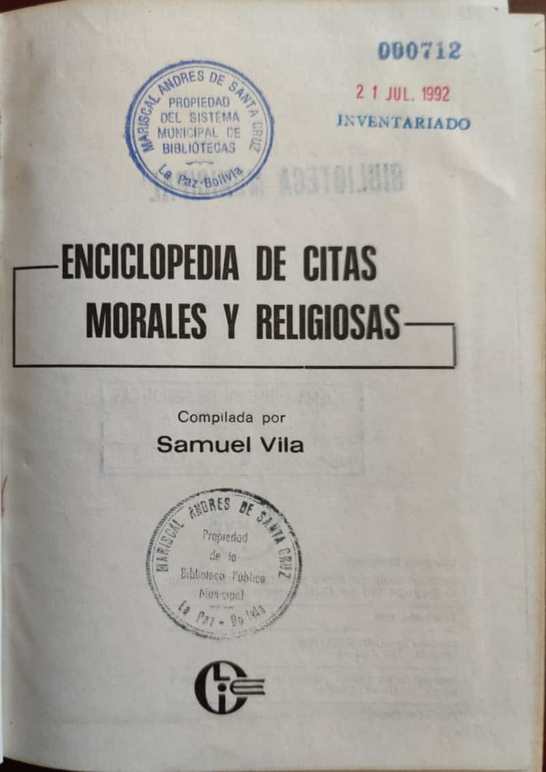 000712
21 JUL. 1992
INVENTARIADO
MARISCAL ANDRES DE SANTA CRUZ
PROPIEDAD
DEL SISTEMA
MUNICIPAL DE
BIBLIOTECAS
La Paz-Bolivia
ENCICLOPEDIA DE CITAS
MORALES Y RELIGIOSAS
Compilada por
Samuel Vila
MARISCAL ANDRES DE SANTA CRUZ
Propiedad
de la
Biblioteca Pública
Municipal
La Paz - Bolivia